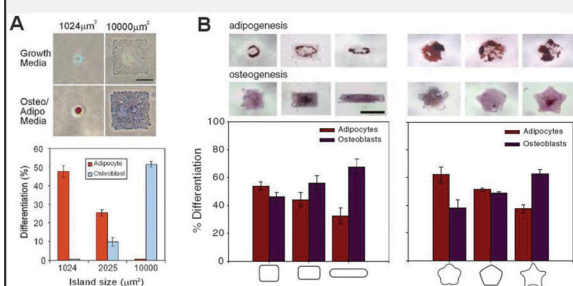 A
1024μm² 10000μm²
Growth
Media
Osteo/
Adipo
Media
Differentiation (%)
60
50
40
30
20
10
0
Adipocyte
Osteoblast
1024 2025 10000
Island size (μm²)
B
adipogenesis
osteogenesis
% Differentiation
80
60
40
20
0
Adipocytes
Osteoblasts
Adipocytes
Osteoblasts